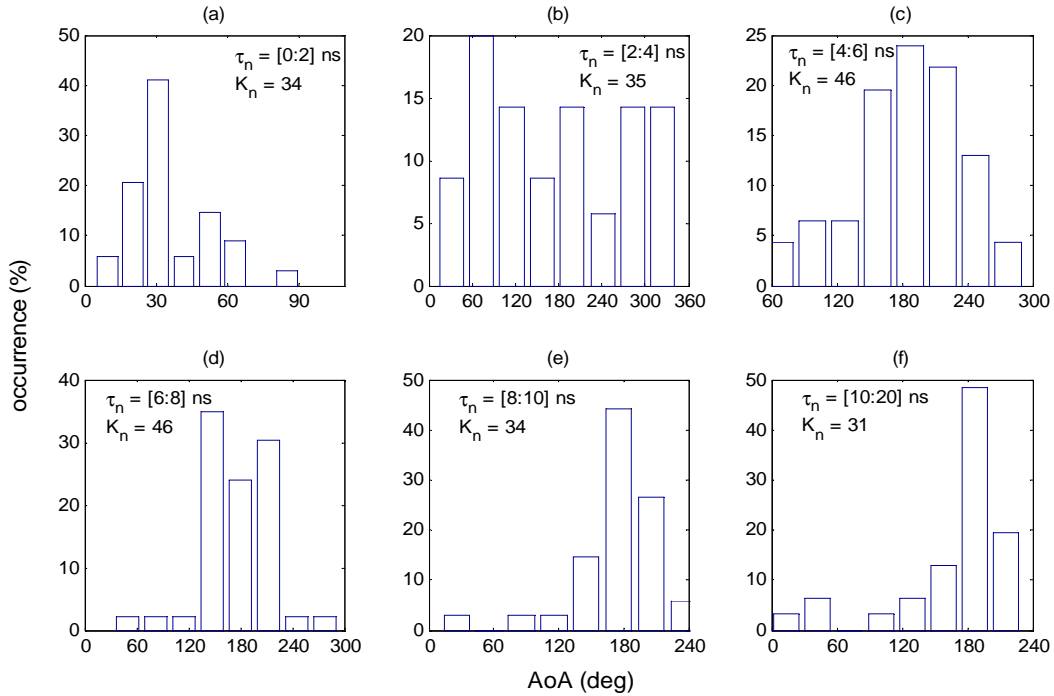 (a)
50
40
30
20
10
0
0 30 60 90
τn = [0:2] ns
Kn = 34
(b)
20
15
10
5
0
0 60 120 180 240 300 360
τn = [2:4] ns
Kn = 35
(c)
25
20
15
10
5
0
60 120 180 240 300
τn = [4:6] ns
Kn = 46
occurrence (%)
(d)
40
30
20
10
0
0 60 120 180 240 300
τn = [6:8] ns
Kn = 46
(e)
50
40
30
20
10
0
0 60 120 180 240
τn = [8:10] ns
Kn = 34
(f)
50
40
30
20
10
0
0 60 120 180 240
τn = [10:20] ns
Kn = 31
AoA (deg)